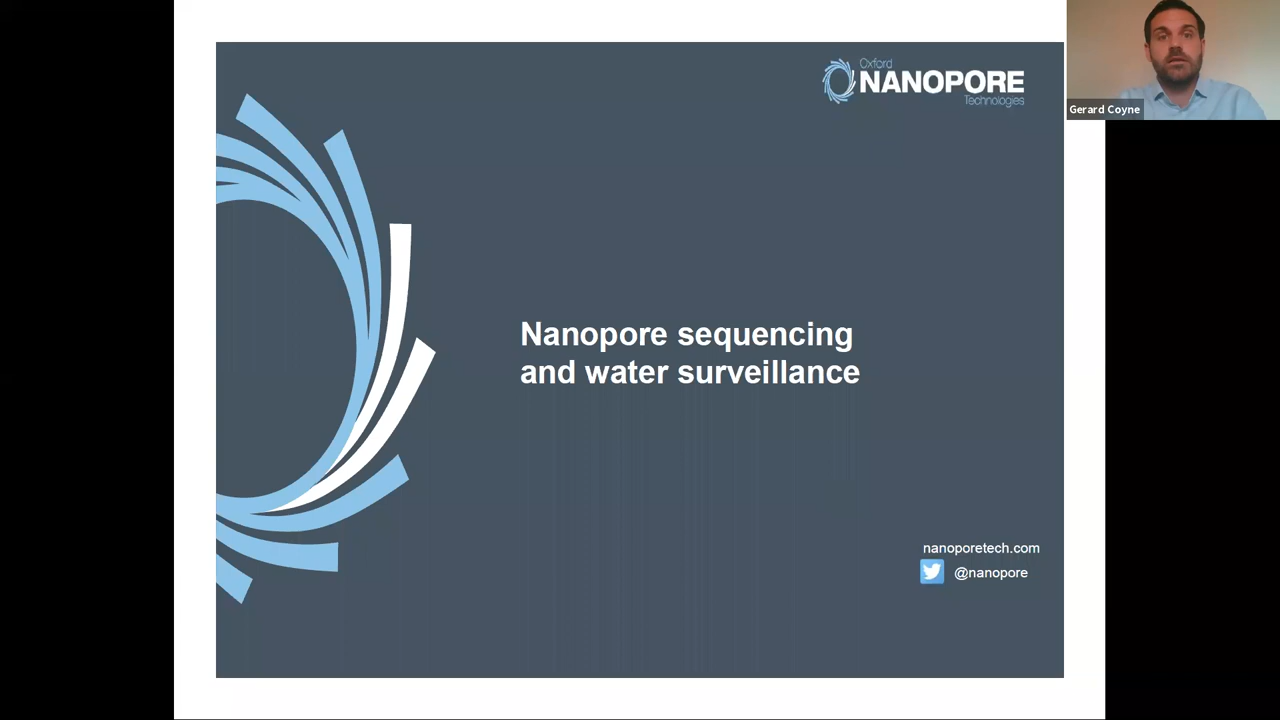 Oxford
NANOPORE
Technologies
Gerard Coyne
Nanopore sequencing
and water surveillance
nanoporetech.com
@nanopore